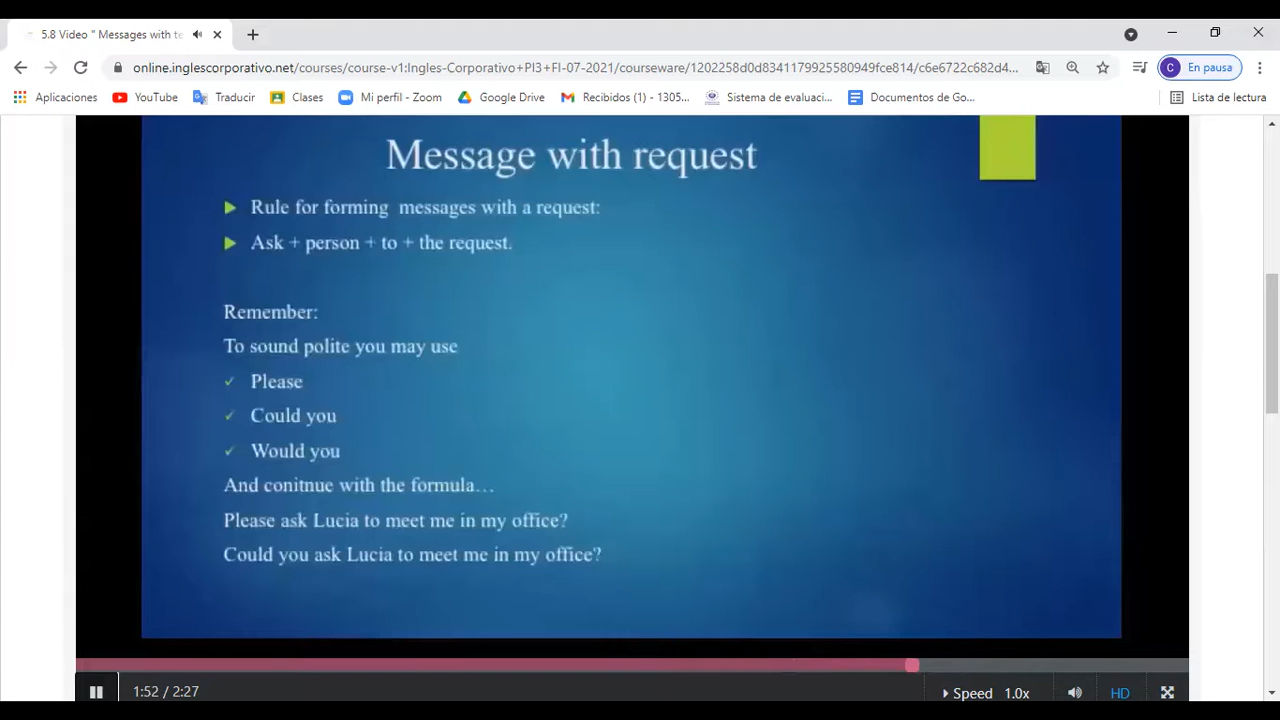 5.8 Video " Messages with te
online.inglescorporativo.net/courses/course-v1:Ingles-Corporativo+PI3+FI-07-2021/courseware/1202258d0d8341179925580949fce814/c6e6722c682d4...
C En pausa
Aplicaciones YouTube Traducir Clases Mi perfil - Zoom Google Drive Recibidos (1) - 1305... Sistema de evaluaci... Documentos de Go... Lista de lectura
Message with request
Rule for forming messages with a request:
Ask + person + to + the request.
Remember:
To sound polite you may use
Please
Could you
Would you
And conitnue with the formula…
Please ask Lucia to meet me in my office?
Could you ask Lucia to meet me in my office?
1:52 / 2:27 Speed 1.0x HD